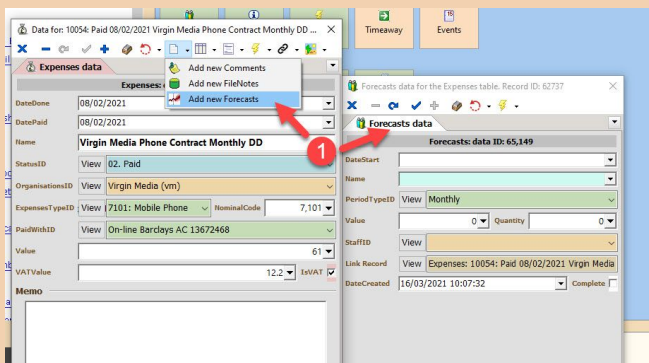 Timeaway
Events
Data for: 10054: Paid 08/02/2021 Virgin Media Phone Contract Monthly DD ...
Expenses data
Add new Comments
Add new FileNotes
Add new Forecasts
DateDone 08/02/2021
DatePaid 08/02/2021
Name Virgin Media Phone Contract Monthly DD
StatusID View 02. Paid
OrganisationsID View Virgin Media (vm)
ExpensesTypeID View 7101: Mobile Phone NominalCode 7,101
PaidWithID View On-line Barclays AC 13672468
Value 61
VATValue 12.2 IsVAT
Memo
1
Forecasts data for the Expenses table. Record ID: 62737
Forecasts data
Forecasts: data ID: 65,149
DateStart
Name
PeriodTypeID View Monthly
Value 0 Quantity 0
StaffID View
Link Record View Expenses: 10054: Paid 08/02/2021 Virgin Media
DateCreated 16/03/2021 10:07:32 Complete